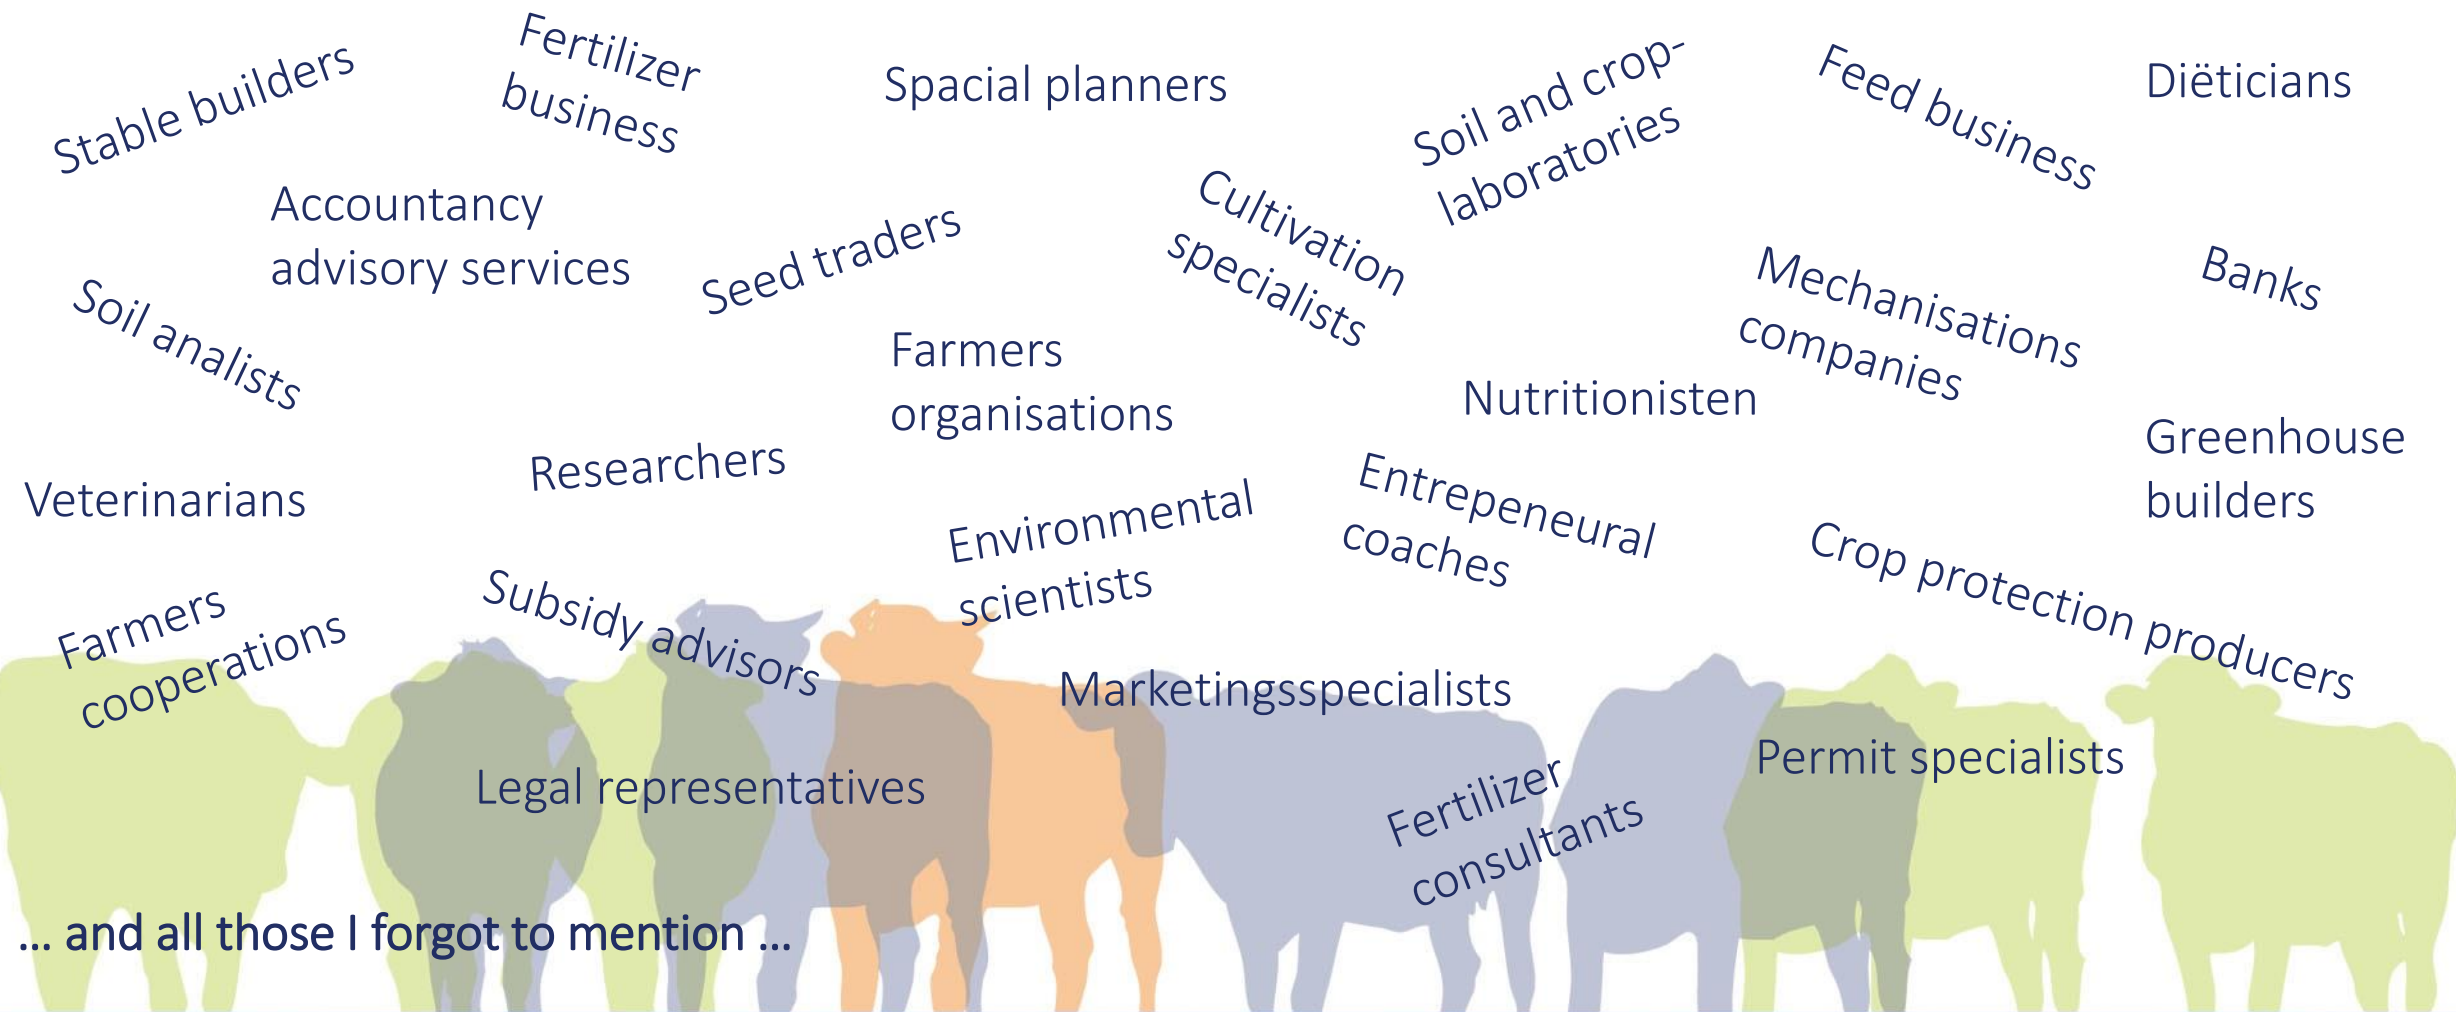 Stable builders
Fertilizer
business
Spacial planners
Soil and crop-
laboratories
Feed business
Diëticians
Accountancy
advisory services
Seed traders
Cultivation
specialists
Mechanisations
companies
Banks
Soil analists
Farmers
organisations
Nutritionisten
Greenhouse
builders
Veterinarians
Researchers
Environmental
scientists
Entrepeneural
coaches
Crop protection producers
Farmers
cooperations
Subsidy advisors
Marketingsspecialists
Permit specialists
Legal representatives
Fertilizer
consultants
... and all those I forgot to mention ...